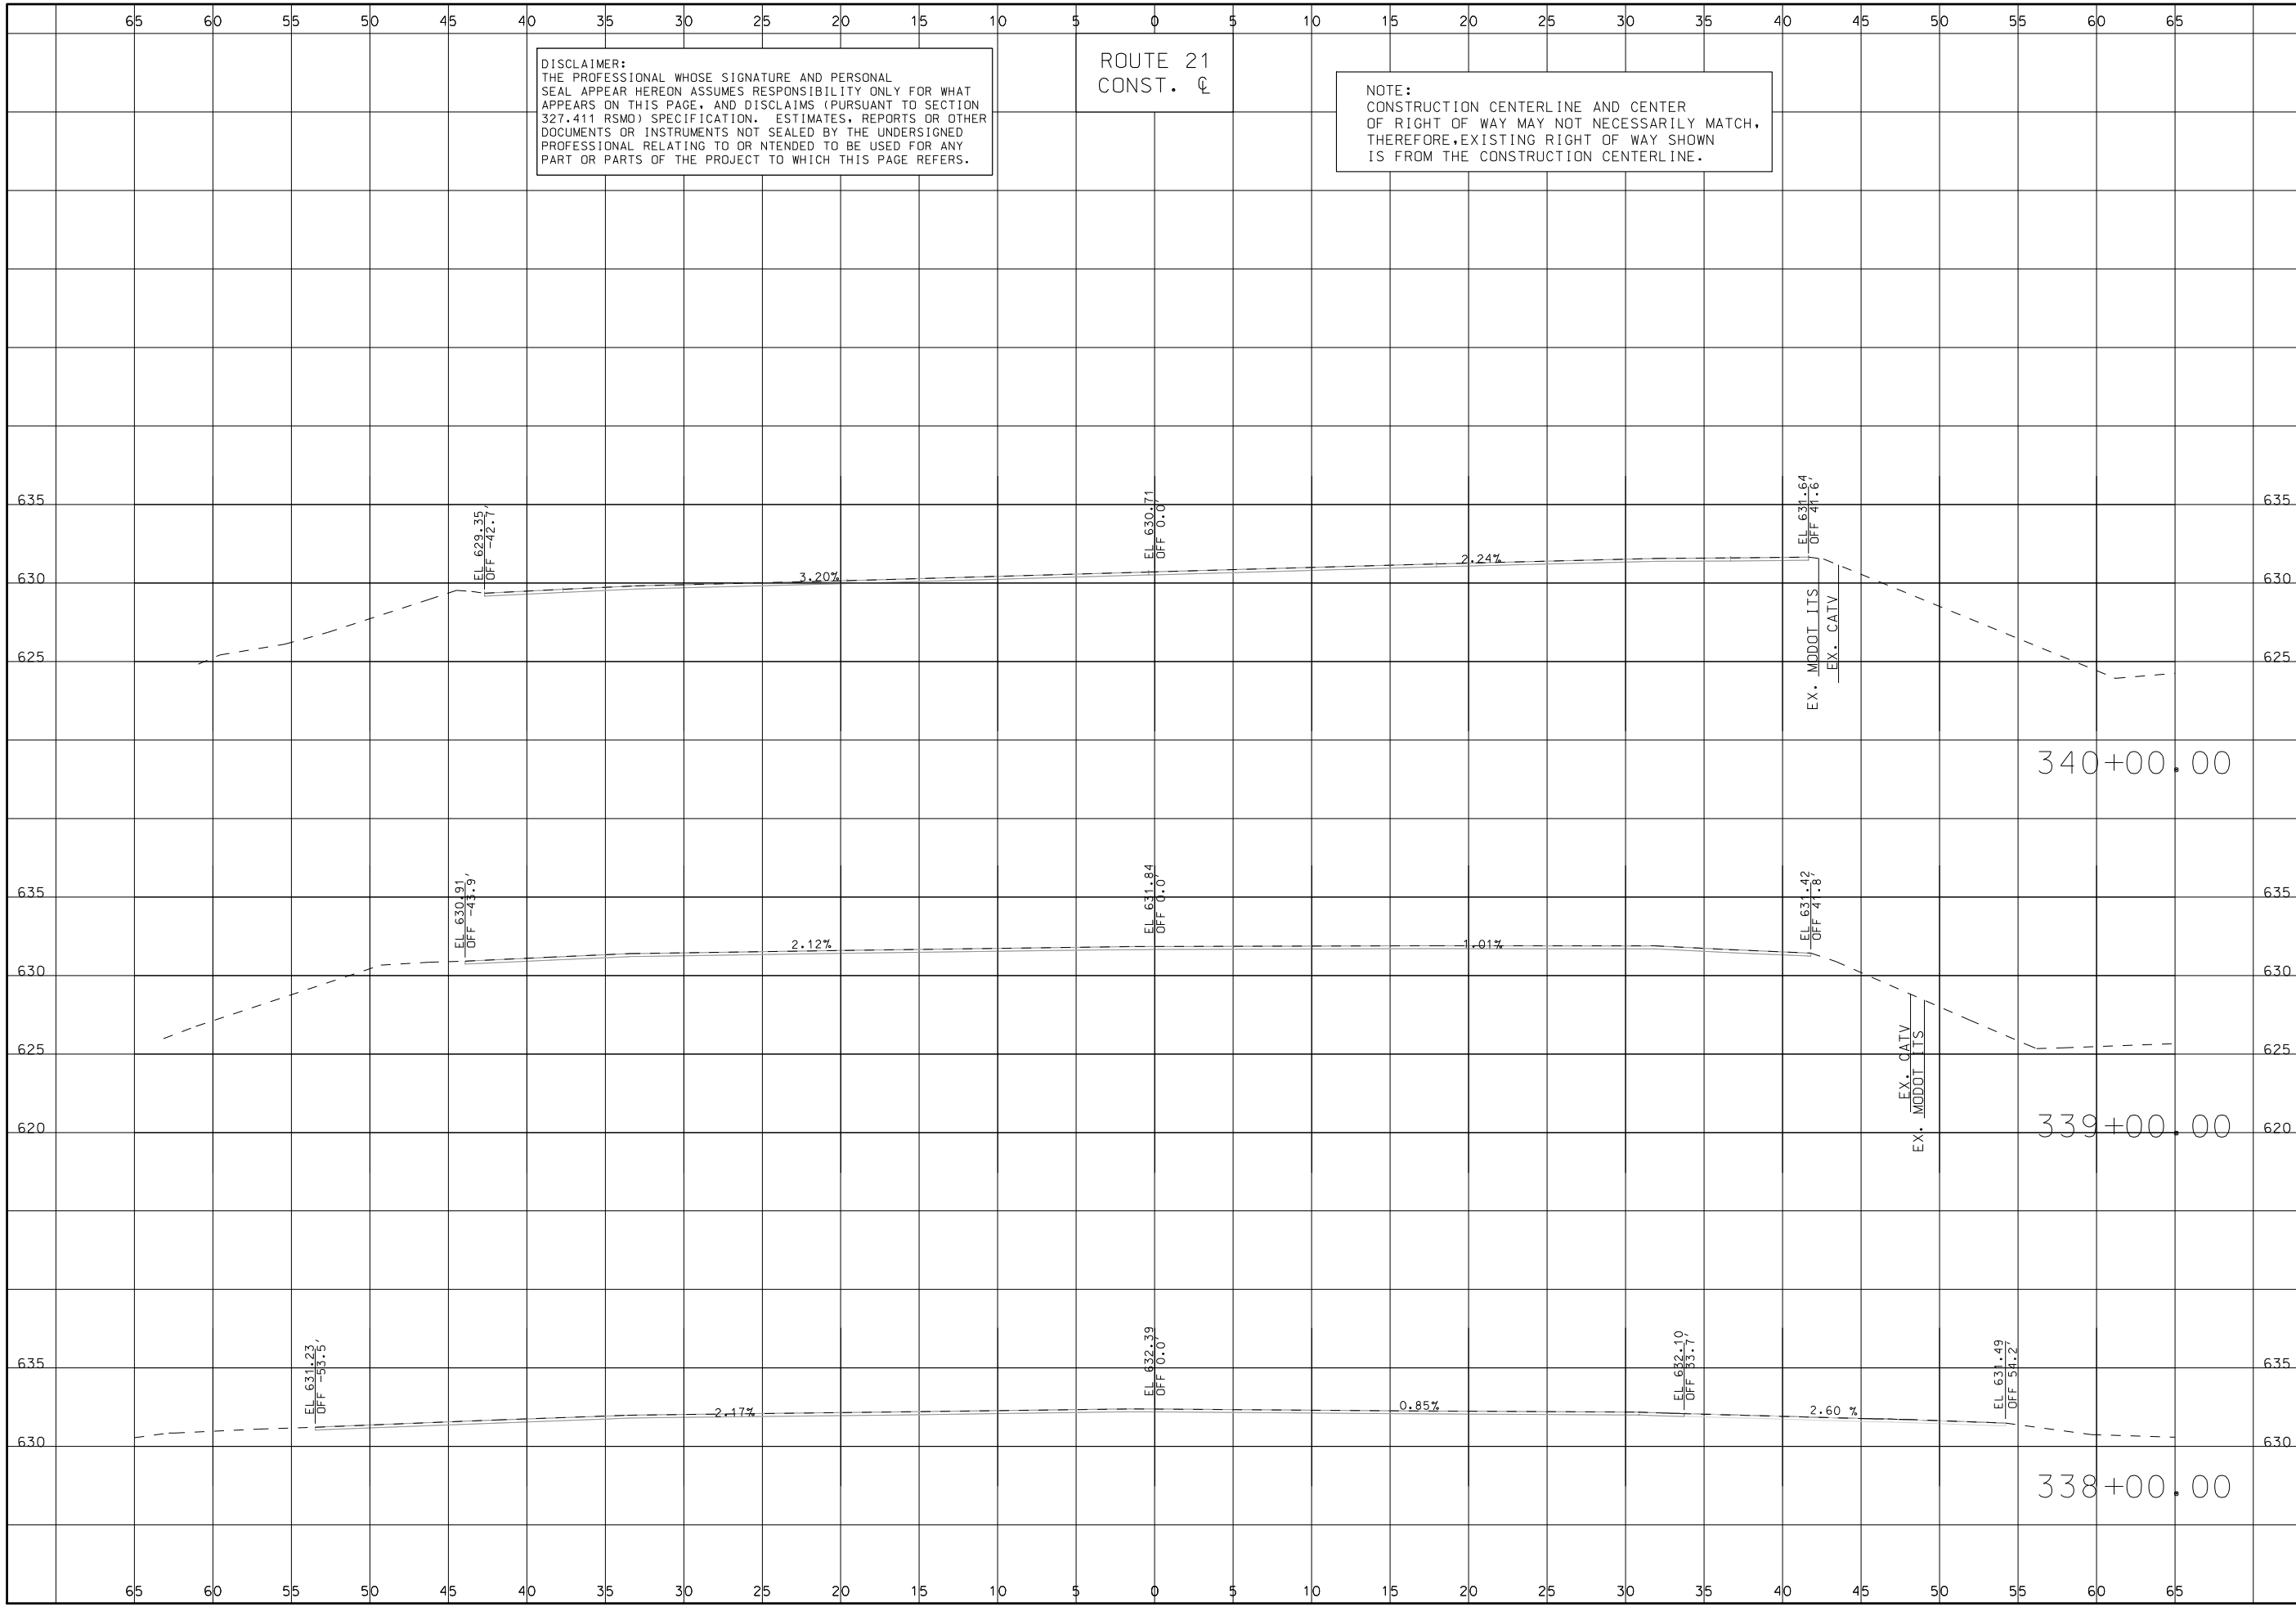 65 60 55 50 45 40 35 30 25 20 15 10 5 0 5 10 15 20 25 30 35 40 45 50 55 60 65
DISCLAIMER:
THE PROFESSIONAL WHOSE SIGNATURE AND PERSONAL
SEAL APPEAR HEREON ASSUMES RESPONSIBILITY ONLY FOR WHAT
APPEARS ON THIS PAGE, AND DISCLAIMS (PURSUANT TO SECTION
327.411 RSMO) SPECIFICATION. ESTIMATES, REPORTS OR OTHER
DOCUMENTS OR INSTRUMENTS NOT SEALED BY THE UNDERSIGNED
PROFESSIONAL RELATING TO OR NTENDED TO BE USED FOR ANY
PART OR PARTS OF THE PROJECT TO WHICH THIS PAGE REFERS.
ROUTE 21
CONST. ℄
NOTE:
CONSTRUCTION CENTERLINE AND CENTER
OF RIGHT OF WAY MAY NOT NECESSARILY MATCH,
THEREFORE,EXISTING RIGHT OF WAY SHOWN
IS FROM THE CONSTRUCTION CENTERLINE.
635 635
EL 629.35
OFF -42.7'
EL 630.71
OFF 0.0'
EL 631.64
OFF 41.6'
3.20%
2.24%
630 630
EX. MODOT ITS
EX. CATV
625 625
340+00.00
635 635
EL 630.91
OFF -43.9'
EL 631.84
OFF 0.0'
EL 631.42
OFF 41.8'
2.12%
1.01%
630 630
EX. CATV
EX. MODOT ITS
625 625
339+00.00
620 620
EL 631.23
OFF -53.5'
EL 632.39
OFF 0.0'
EL 632.10
OFF 33.7'
EL 631.49
OFF 54.2'
635 635
2.17%
0.85%
2.60 %
630 630
338+00.00
65 60 55 50 45 40 35 30 25 20 15 10 5 0 5 10 15 20 25 30 35 40 45 50 55 60 65